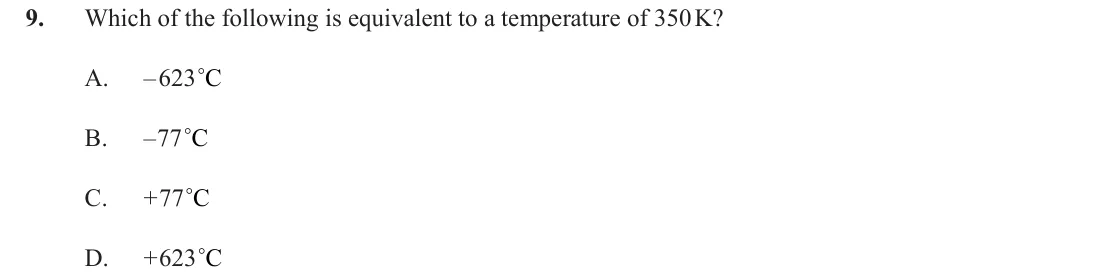 9. Which of the following is equivalent to a temperature of 350 K?
A. –623°C
B. –77°C
C. +77°C
D. +623°C